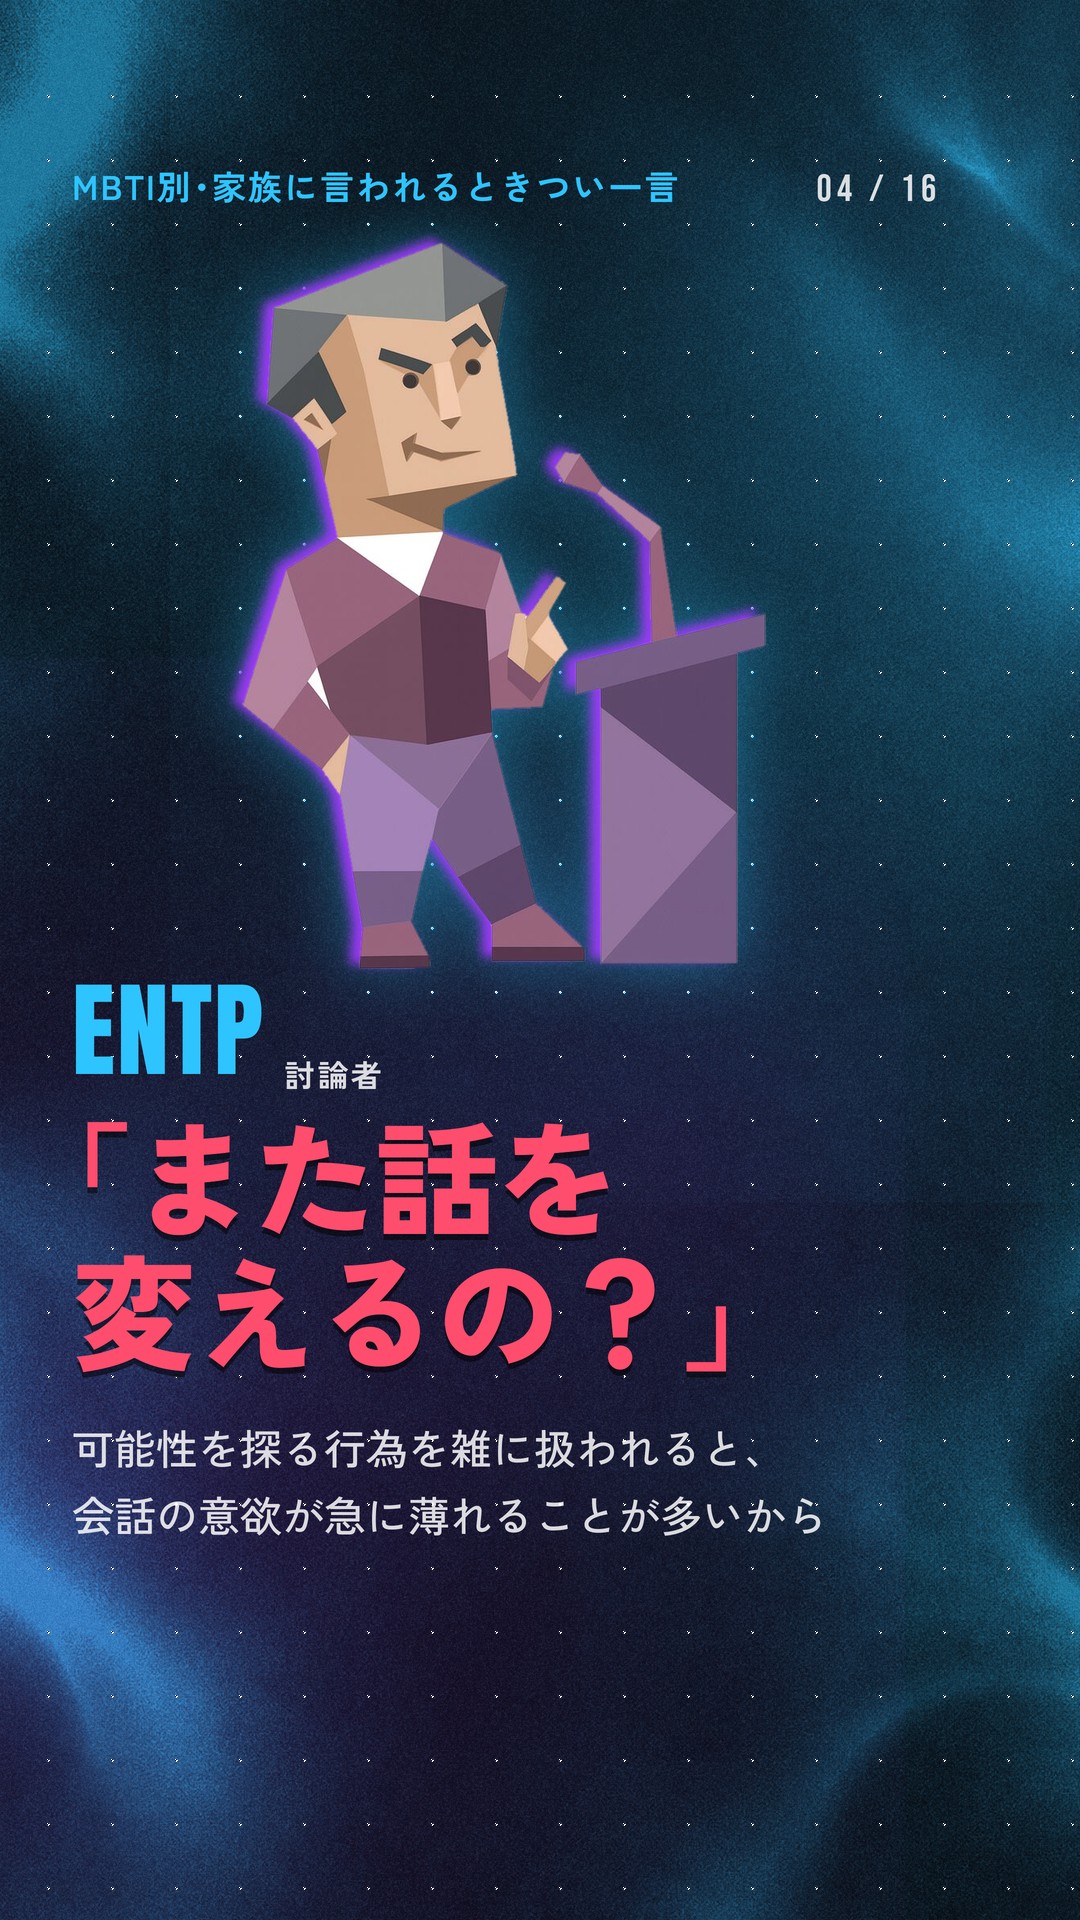 MBTI別・家族に言われるときつい一言
04 / 16
ENTP
討論者
「また話を
変えるの？」
可能性を探る行為を雑に扱われると、
会話の意欲が急に薄れることが多いから